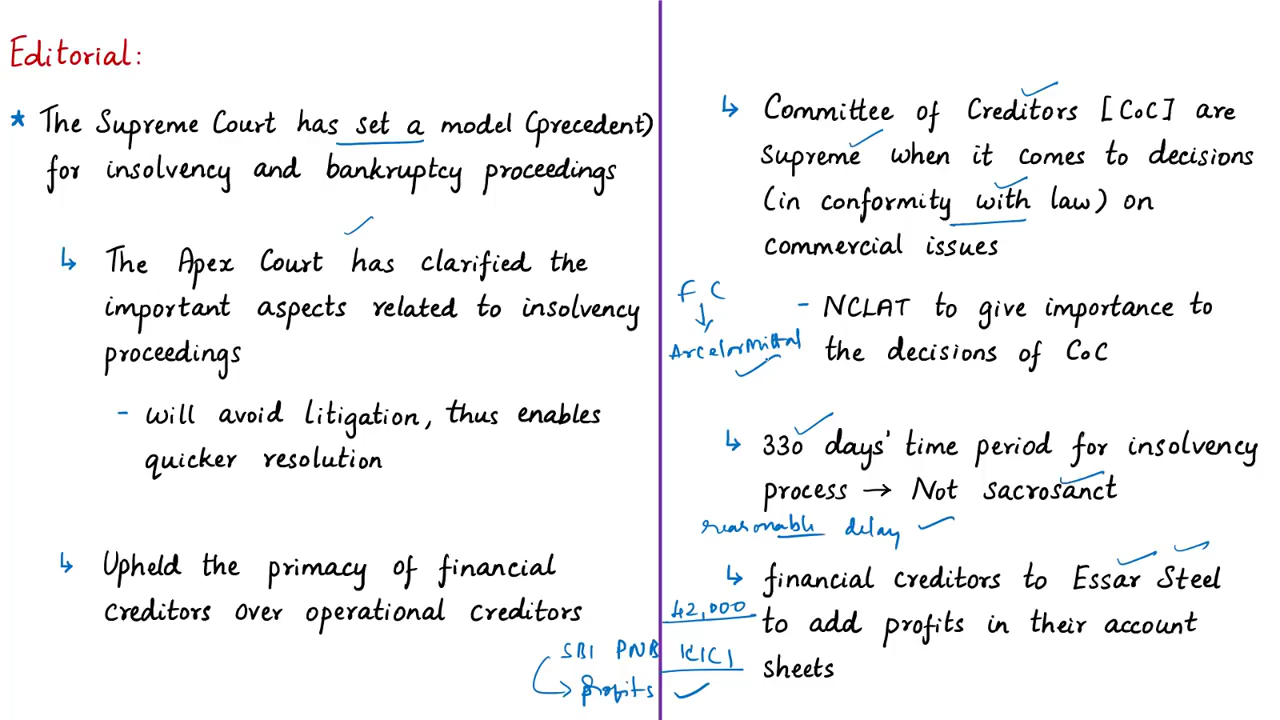 Editorial:
* The Supreme Court has set a model (precedent)
for insolvency and bankruptcy proceedings
↳ The Apex Court has clarified the
important aspects related to insolvency
proceedings
- will avoid litigation, thus enables
quicker resolution
↳ Upheld the primacy of financial
creditors over operational creditors
SBI PNB ICICI
↳ profits ✓
↳ Committee of Creditors [CoC] are
Supreme when it comes to decisions
(in conformity with law) on
commercial issues
F C
↓
ArcelorMittal
- NCLAT to give importance to
the decisions of CoC
↳ 330 days' time period for insolvency
process → Not sacrosanct
reasonable delay ✓
↳ financial creditors to Essar Steel
42,000
to add profits in their account
sheets